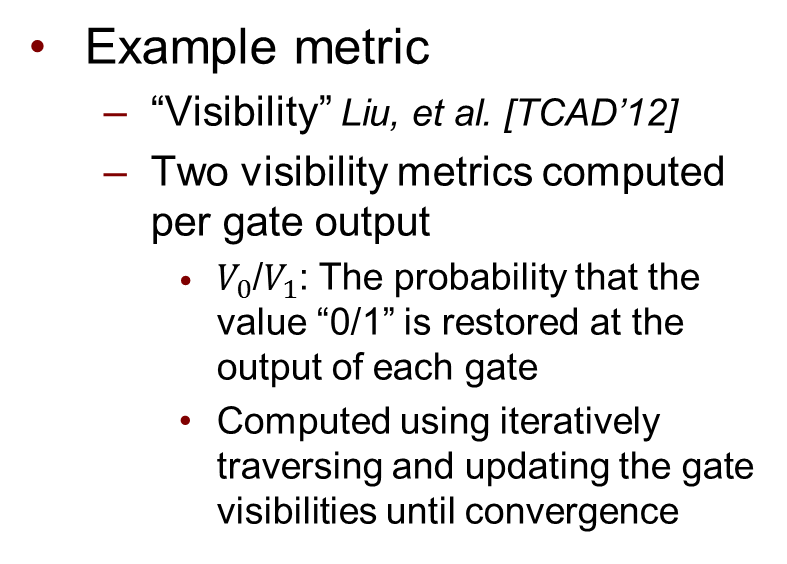 • Example metric
– “Visibility” Liu, et al. [TCAD’12]
– Two visibility metrics computed
per gate output
• V₀/V₁: The probability that the
value “0/1” is restored at the
output of each gate
• Computed using iteratively
traversing and updating the gate
visibilities until convergence